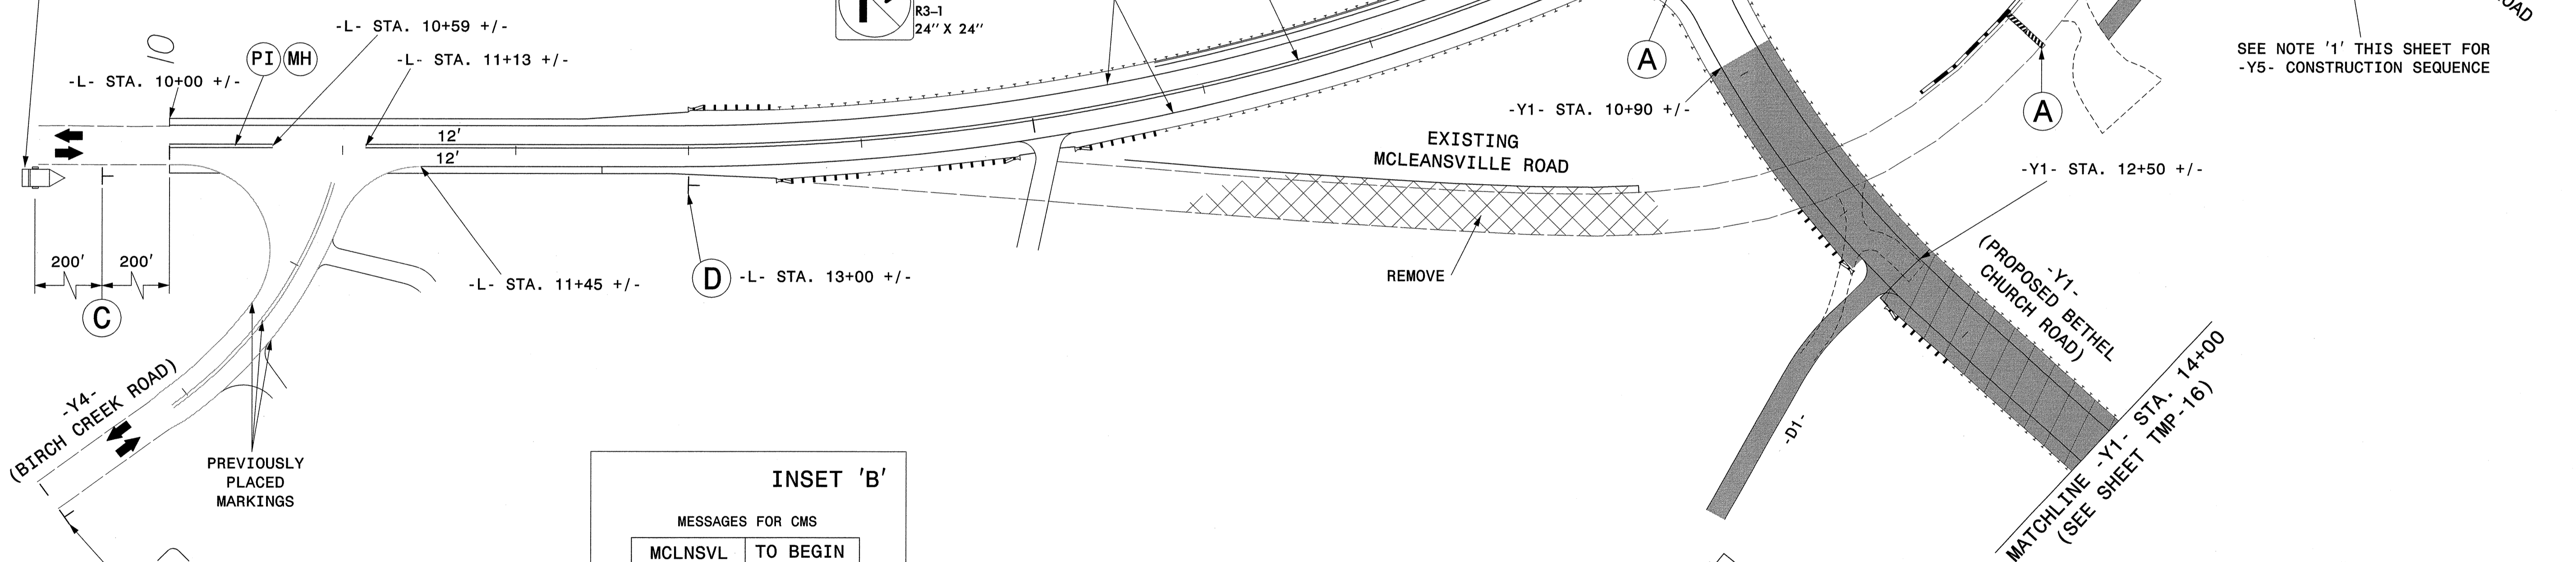 -L- STA. 10+59 +/-
10
PI
MH
-L- STA. 11+13 +/-
-L- STA. 10+00 +/-
R3-1
24" X 24"
A
-Y1- STA. 10+90 +/-
EXISTING
MCLEANSVILLE ROAD
SEE NOTE '1' THIS SHEET FOR
-Y5- CONSTRUCTION SEQUENCE
A
12'
12'
-Y1- STA. 12+50 +/-
200'
200'
C
-L- STA. 11+45 +/-
D
-L- STA. 13+00 +/-
REMOVE
-Y1-
(PROPOSED BETHEL
CHURCH ROAD)
-Y4-
(BIRCH CREEK ROAD)
PREVIOUSLY
PLACED
MARKINGS
INSET 'B'
MESSAGES FOR CMS
MCLNSVL
TO BEGIN
-D1-
MATCHLINE -Y1- STA. 14+00
(SEE SHEET TMP-16)